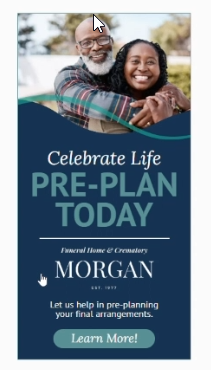 Celebrate Life
PRE-PLAN
TODAY
Funeral Home & Crematory
MORGAN
EST. 1977
Let us help in pre-planning
your final arrangements.
Learn More!